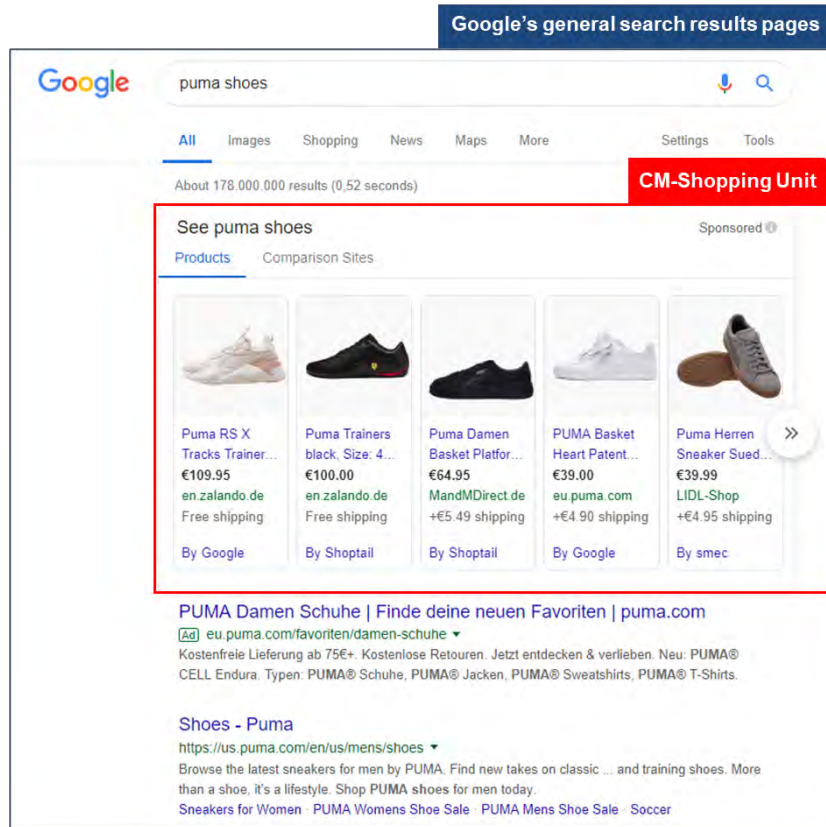 Google's general search results pages
Google
puma shoes
All Images Shopping News Maps More Settings Tools
About 178.000.000 results (0,52 seconds)
CM-Shopping Unit
See puma shoes
Sponsored
Products Comparison Sites
Puma RS X
Tracks Trainer...
€109.95
en.zalando.de
Free shipping
By Google
Puma Trainers
black, Size: 4...
€100.00
en.zalando.de
Free shipping
By Shoptail
Puma Damen
Basket Platfor...
€64.95
MandMDirect.de
+€5.49 shipping
By Shoptail
PUMA Basket
Heart Patent...
€39.00
eu.puma.com
+€4.90 shipping
By Google
Puma Herren
Sneaker Sued...
€39.99
LIDL-Shop
+€4.95 shipping
By smec
PUMA Damen Schuhe | Finde deine neuen Favoriten | puma.com
Ad eu.puma.com/favoriten/damen-schuhe
Kostenfreie Lieferung ab 75€+. Kostenlose Retouren. Jetzt entdecken & verlieben. Neu: PUMA®
CELL Endura. Typen: PUMA® Schuhe, PUMA® Jacken, PUMA® Sweatshirts, PUMA® T-Shirts.
Shoes - Puma
https://us.puma.com/en/us/mens/shoes
Browse the latest sneakers for men by PUMA. Find new takes on classic ... and training shoes. More
than a shoe, it's a lifestyle. Shop PUMA shoes for men today.
Sneakers for Women · PUMA Womens Shoe Sale · PUMA Mens Shoe Sale · Soccer